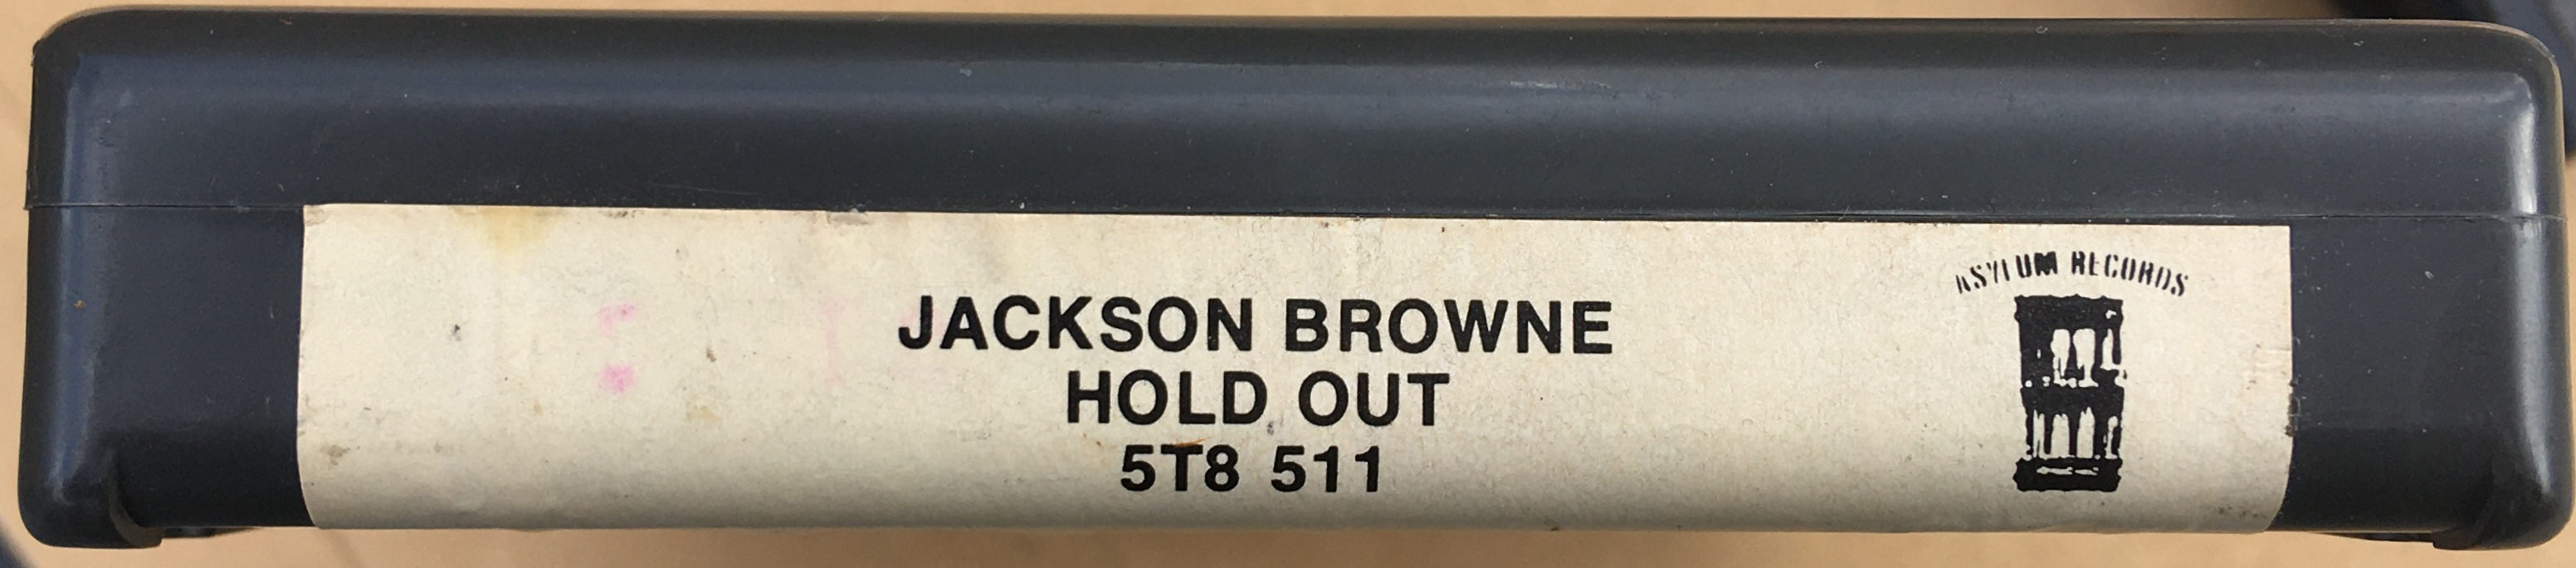 ASYLUM RECORDS
JACKSON BROWNE
HOLD OUT
5T8 511